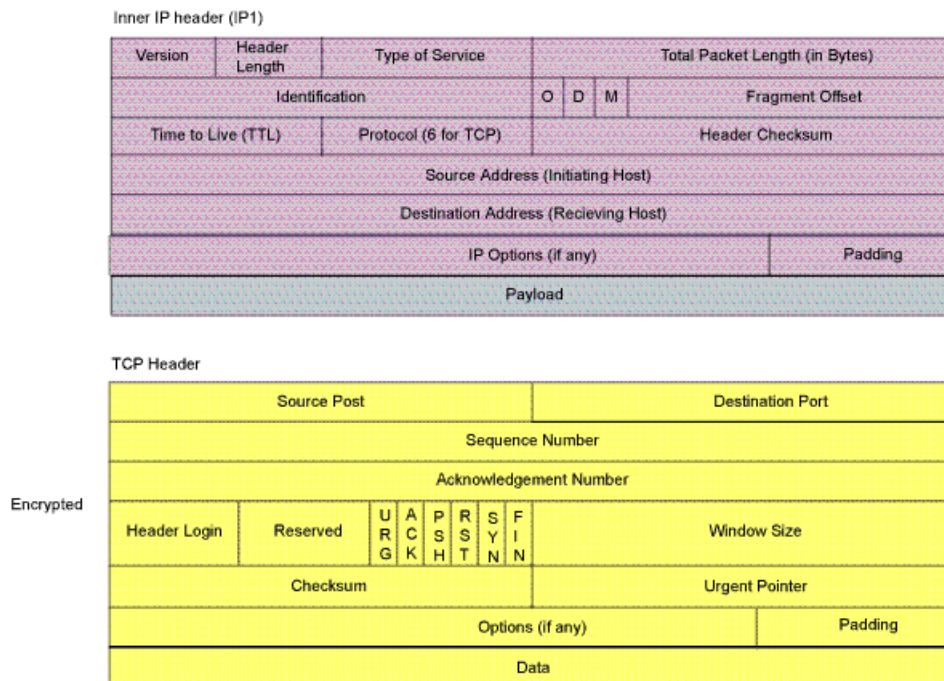 Inner IP header (IP1)
Version
Header
Length
Type of Service
Total Packet Length (in Bytes)
Identification
O
D
M
Fragment Offset
Time to Live (TTL)
Protocol (6 for TCP)
Header Checksum
Source Address (Initiating Host)
Destination Address (Recieving Host)
IP Options (if any)
Padding
Payload
TCP Header
Source Post
Destination Port
Sequence Number
Acknowledgement Number
Encrypted
Header Login
Reserved
URG
ACK
PSH
RST
SYN
FIN
Window Size
Checksum
Urgent Pointer
Options (if any)
Padding
Data